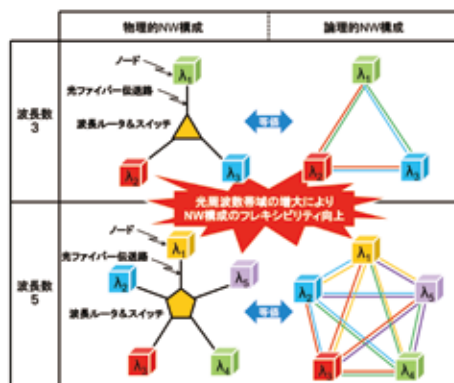 物理的NW構成
論理的NW構成
波長数
3
ノード
λ1
光ファイバー伝送路
波長ルータ&スイッチ
λ2
λ3
等価
λ1
λ2
λ3
光周波数帯域の増大により
NW構成のフレキシビリティ向上
波長数
5
ノード
λ1
光ファイバー伝送路
λ2
λ5
波長ルータ&スイッチ
λ3
λ4
等価
λ1
λ2
λ5
λ3
λ4